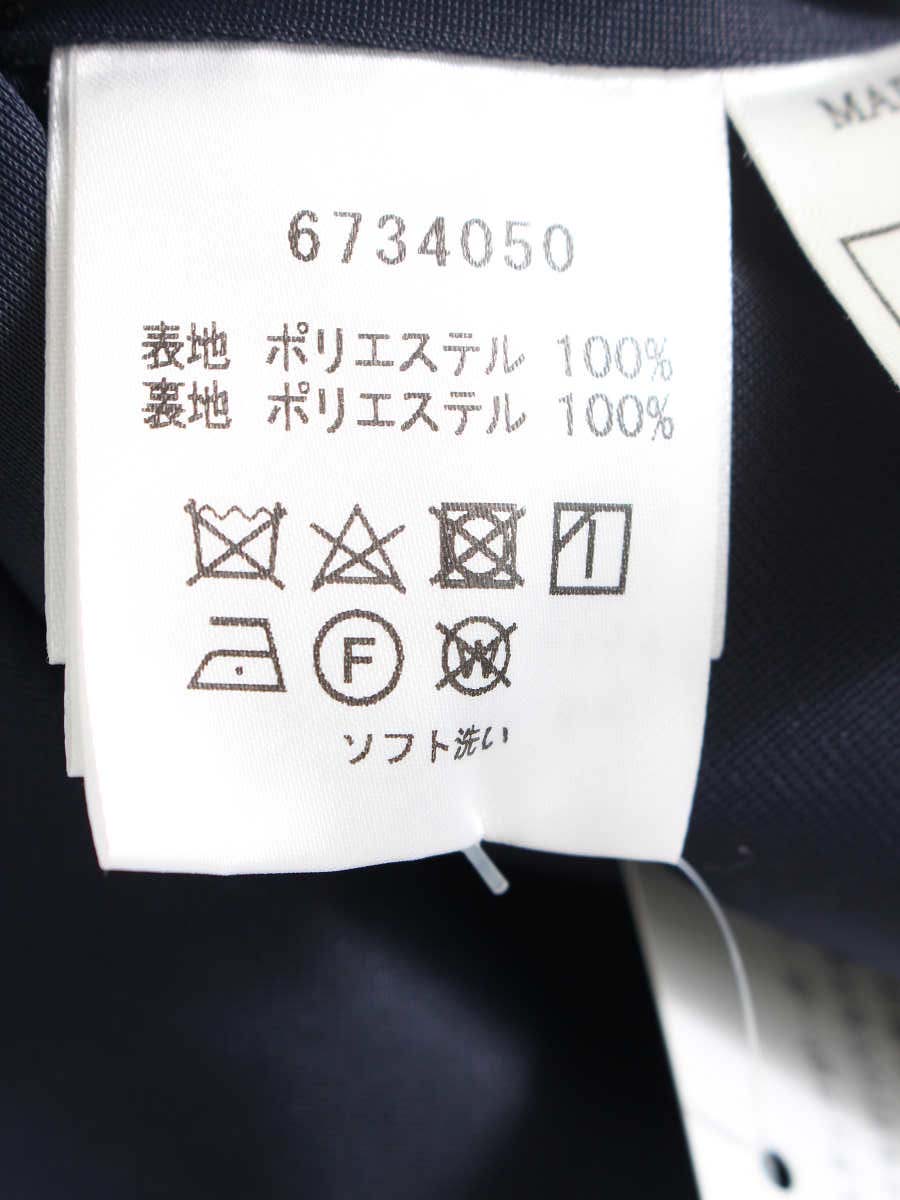 6734050
表地 ポリエステル 100%
裏地 ポリエステル 100%
F
W
ソフト洗い